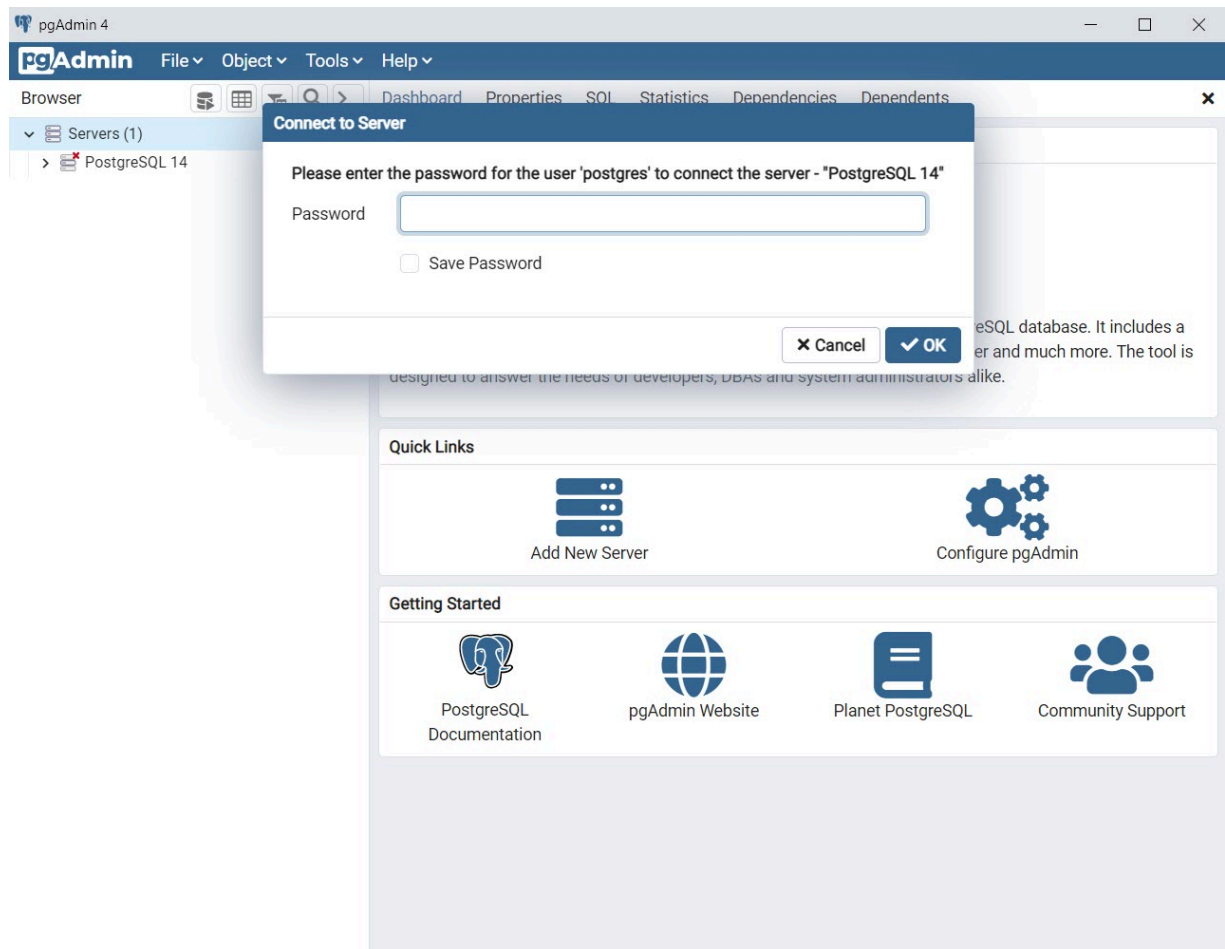 pgAdmin 4
pgAdmin File Object Tools Help
Browser
Dashboard Properties SQL Statistics Dependencies Dependents
Servers (1)
PostgreSQL 14
Connect to Server
Please enter the password for the user 'postgres' to connect the server - "PostgreSQL 14"
Password
Save Password
Cancel OK
eSQL database. It includes a
er and much more. The tool is
designed to answer the needs of developers, DBAs and system administrators alike.
Quick Links
Add New Server
Configure pgAdmin
Getting Started
PostgreSQL
Documentation
pgAdmin Website
Planet PostgreSQL
Community Support